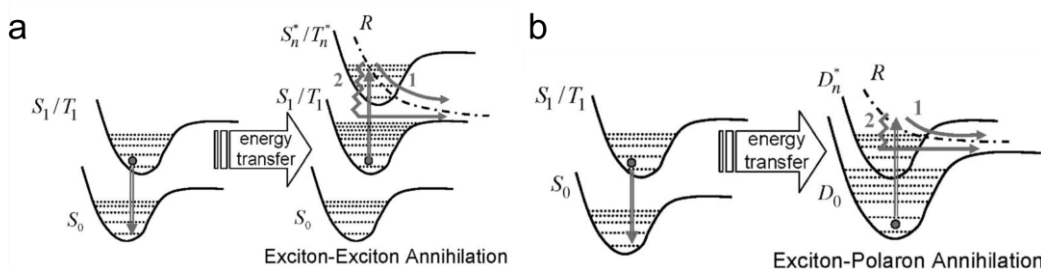 a
b
S_n^*/T_n^*
R
2
1
S_1/T_1
S_1/T_1
energy
transfer
S_0
S_0
Exciton-Exciton Annihilation
D_n^*
R
1
2
S_1/T_1
energy
transfer
S_0
D_0
Exciton-Polaron Annihilation